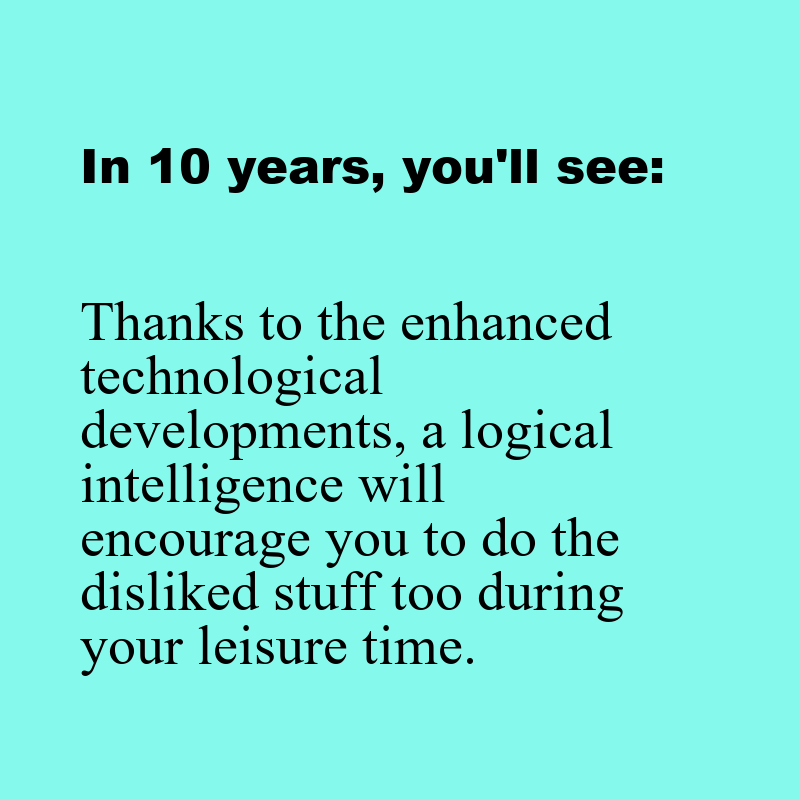 In 10 years, you'll see:
Thanks to the enhanced
technological
developments, a logical
intelligence will
encourage you to do the
disliked stuff too during
your leisure time.